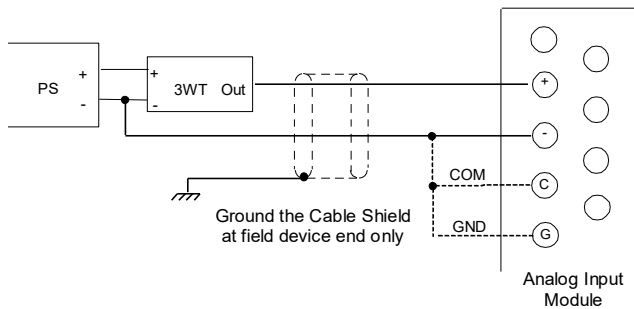 PS
+
-
+
-
3WT Out
+
-
COM
C
GND
G
Ground the Cable Shield
at field device end only
Analog Input
Module